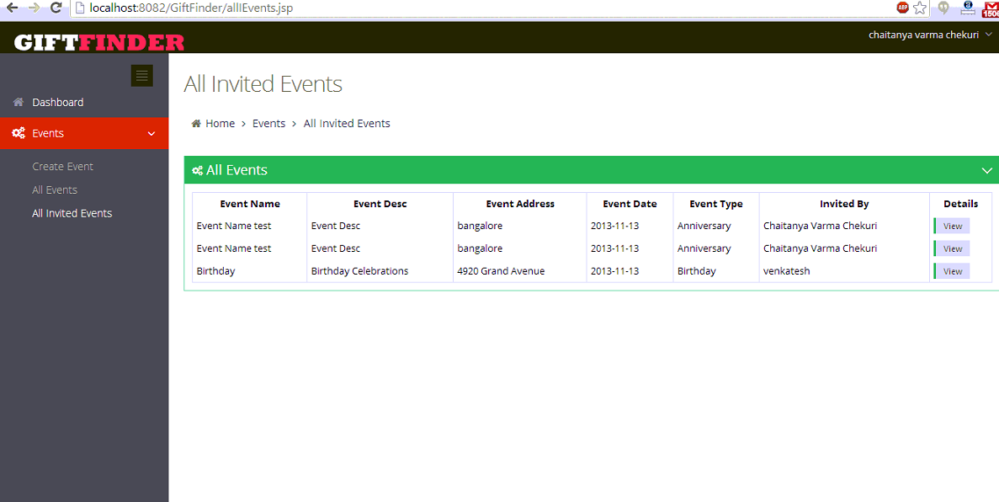 localhost:8082/GiftFinder/allIEvents.jsp
ABP
a
1506
GIFTFINDER
chaitanya varma chekuri
All Invited Events
Dashboard
Home > Events > All Invited Events
Events
Create Event
All Events
All Invited Events
All Events
Event Name Event Desc Event Address Event Date Event Type Invited By Details
Event Name test Event Desc bangalore 2013-11-13 Anniversary Chaitanya Varma Chekuri View
Event Name test Event Desc bangalore 2013-11-13 Anniversary Chaitanya Varma Chekuri View
Birthday Birthday Celebrations 4920 Grand Avenue 2013-11-13 Birthday venkatesh View